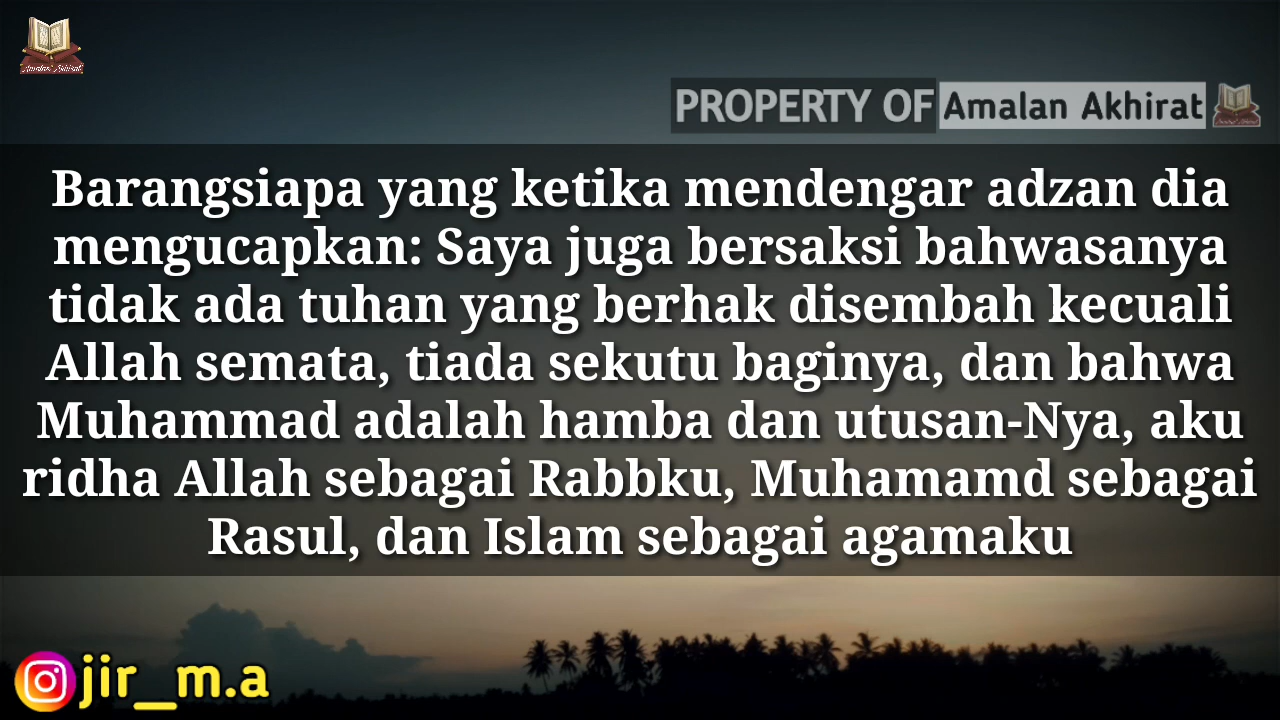 PROPERTY OF Amalan Akhirat
Barangsiapa yang ketika mendengar adzan dia
mengucapkan: Saya juga bersaksi bahwasanya
tidak ada tuhan yang berhak disembah kecuali
Allah semata, tiada sekutu baginya, dan bahwa
Muhammad adalah hamba dan utusan-Nya, aku
ridha Allah sebagai Rabbku, Muhamamd sebagai
Rasul, dan Islam sebagai agamaku
jir__m.a